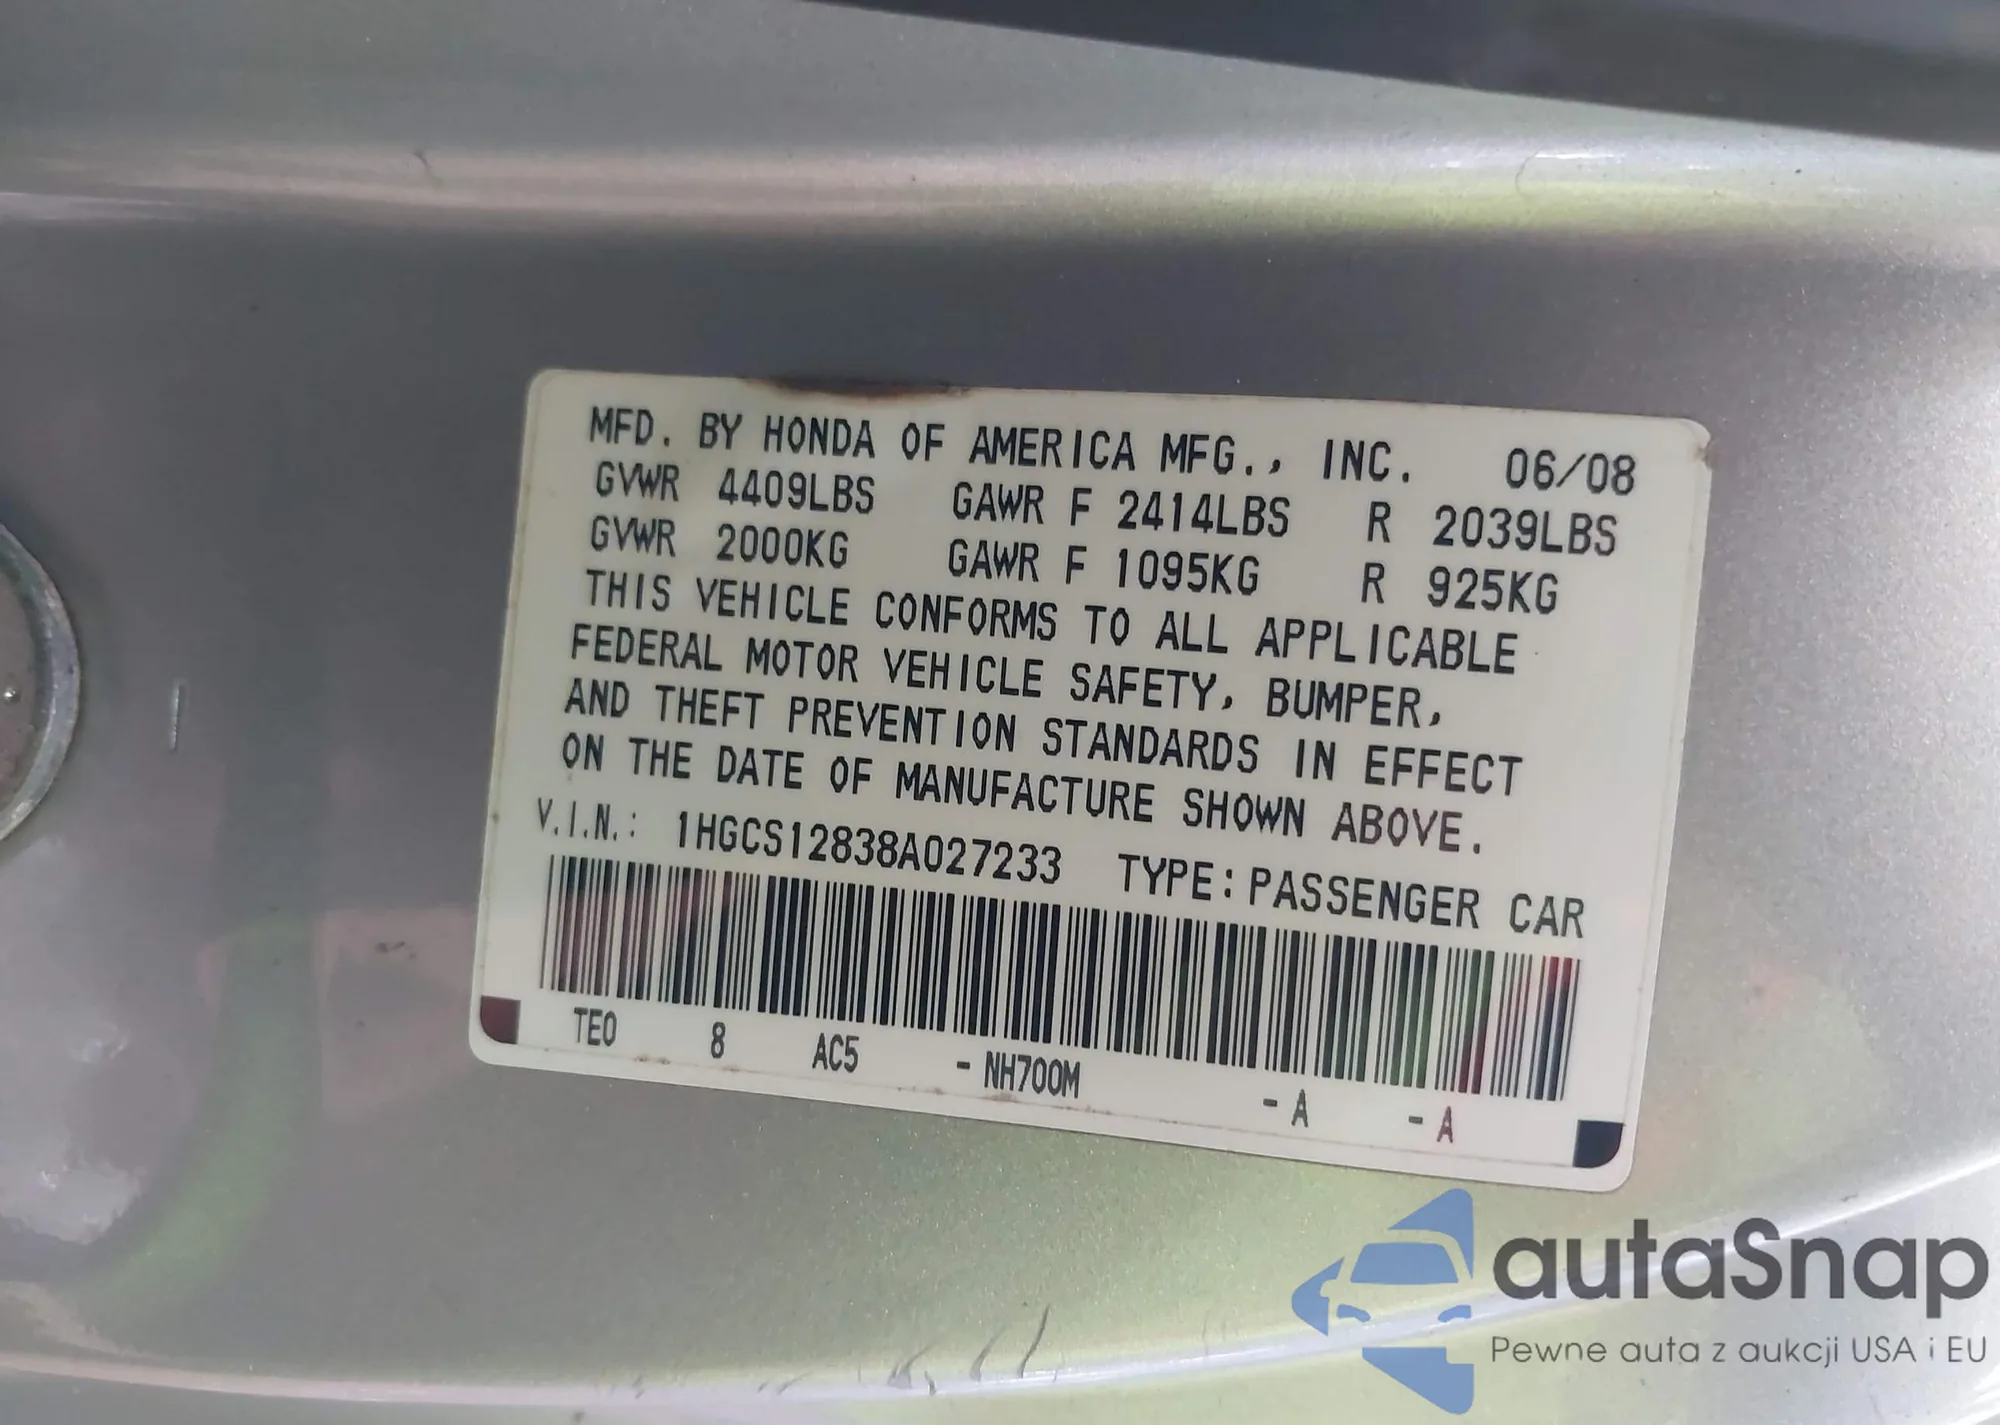 MFD. BY HONDA OF AMERICA MFG., INC. 06/08
GVWR 4409LBS GAWR F 2414LBS R 2039LBS
GVWR 2000KG GAWR F 1095KG R 925KG
THIS VEHICLE CONFORMS TO ALL APPLICABLE
FEDERAL MOTOR VEHICLE SAFETY, BUMPER,
AND THEFT PREVENTION STANDARDS IN EFFECT
ON THE DATE OF MANUFACTURE SHOWN ABOVE.
V.I.N.: 1HGCS12838A027233 TYPE:PASSENGER CAR
TE0 8 AC5 -NH700M -A -A
autaSnap
Pewne auta z aukcji USA i EU